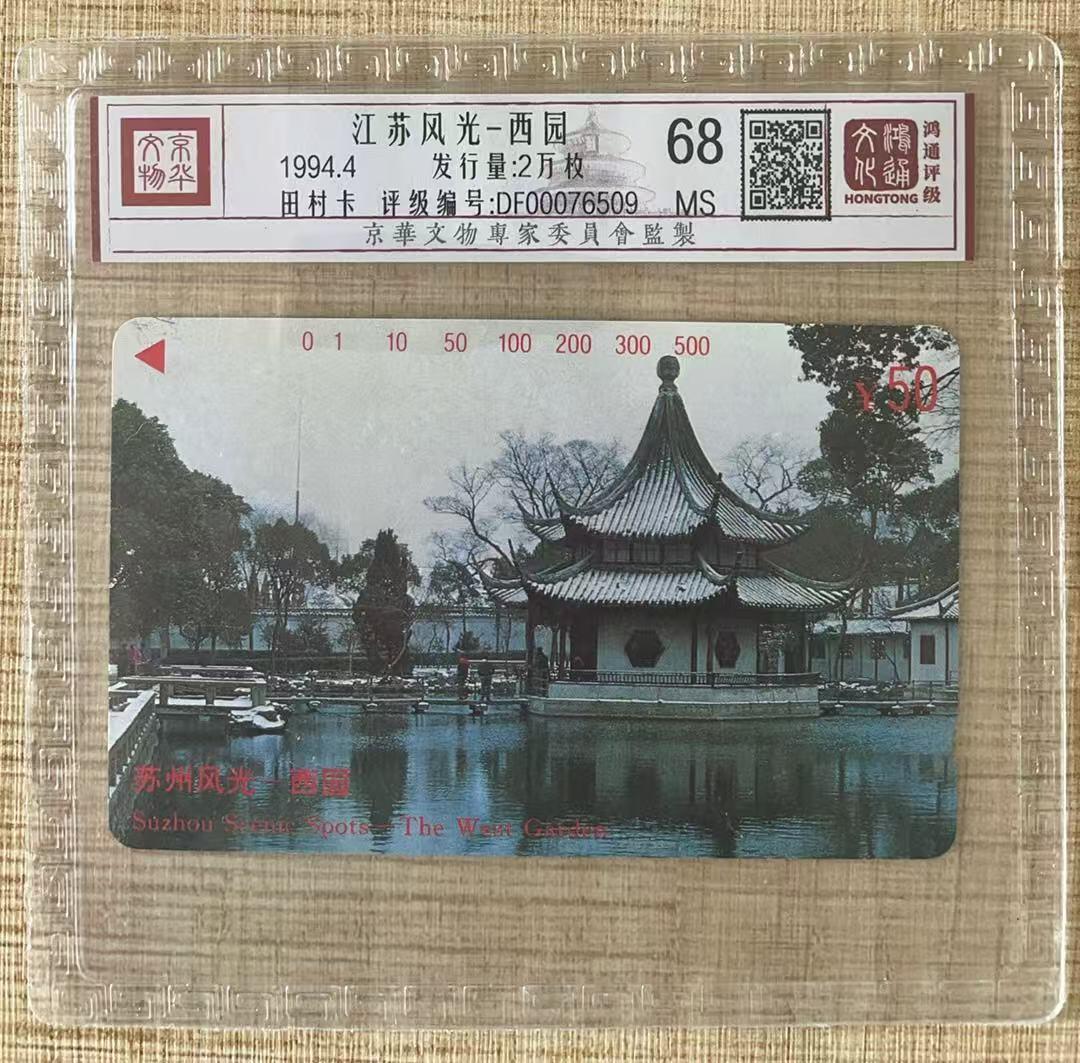 京华文物
江苏风光-西园
1994.4 发行量:2万枚
田村卡 评级编号:DF00076509
京華文物專家委員會監製
68
MS
鸿通文化
HONGTONG
鸿通评级
0 1 10 50 100 200 300 500
¥50
苏州风光—西园
Suzhou Scenic Spots—The West Garden